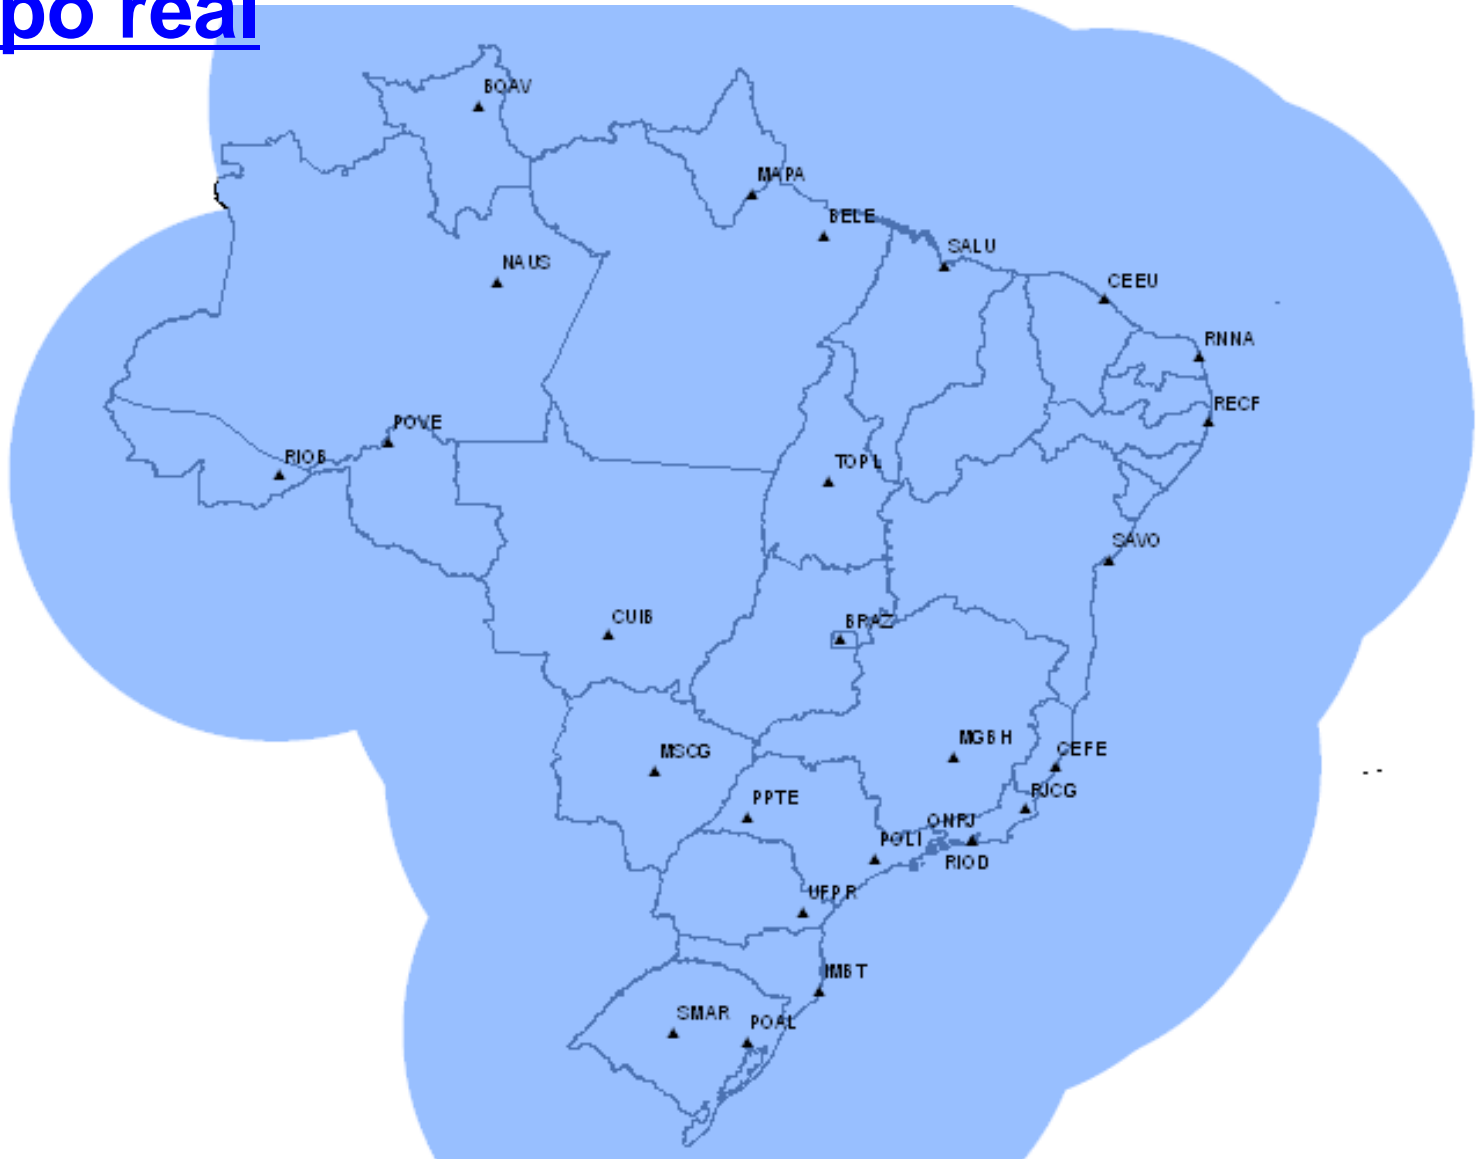 po real
BOAV
MAPA
BELE
SALU
NAUS
CEEU
RNNA
RECF
POVE
RIOB
TOPL
SAVO
CUIB
BRAZ
MGBH
CEFE
MSCG
RJCG
PPTE
ONRJ
POLI
RIOD
UFPR
IMBT
SMAR
POAL